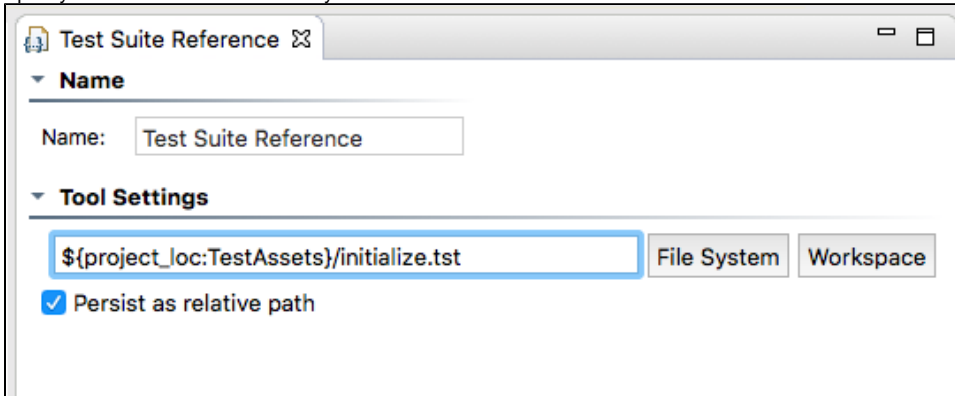 Test Suite Reference
Name
Name: Test Suite Reference
Tool Settings
${project_loc:TestAssets}/initialize.tst File System Workspace
Persist as relative path